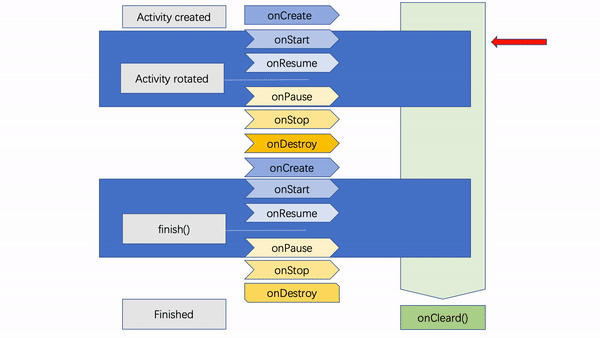 Activity created
onCreate
onStart
onResume
Activity rotated
onPause
onStop
onDestroy
onCreate
onStart
onResume
finish()
onPause
onStop
onDestroy
Finished
onCleard()